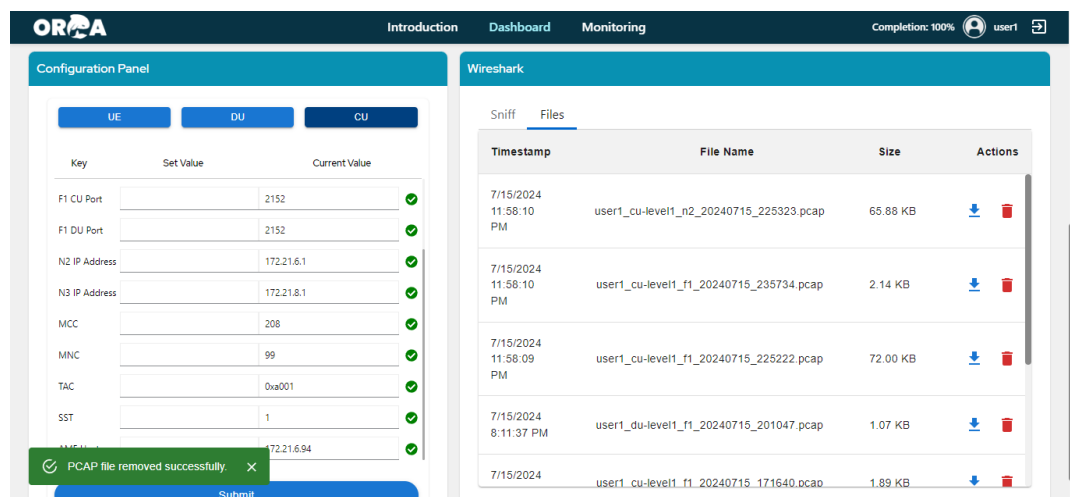 ORCA
Introduction Dashboard Monitoring
Completion: 100% user1
Configuration Panel
UE DU CU
Key Set Value Current Value
F1 CU Port 2152
F1 DU Port 2152
N2 IP Address 172.21.6.1
N3 IP Address 172.21.8.1
MCC 208
MNC 99
TAC 0xa001
SST 1
172.21.6.94
PCAP file removed successfully.
Submit
Wireshark
Sniff Files
Timestamp File Name Size Actions
7/15/2024
11:58:10
PM
user1_cu-level1_n2_20240715_225323.pcap 65.88 KB
7/15/2024
11:58:10
PM
user1_cu-level1_f1_20240715_235734.pcap 2.14 KB
7/15/2024
11:58:09
PM
user1_cu-level1_f1_20240715_225222.pcap 72.00 KB
7/15/2024
8:11:37 PM
user1_du-level1_f1_20240715_201047.pcap 1.07 KB
7/15/2024
user1_cu-level1_f1_20240715_171640.pcap 1.89 KB